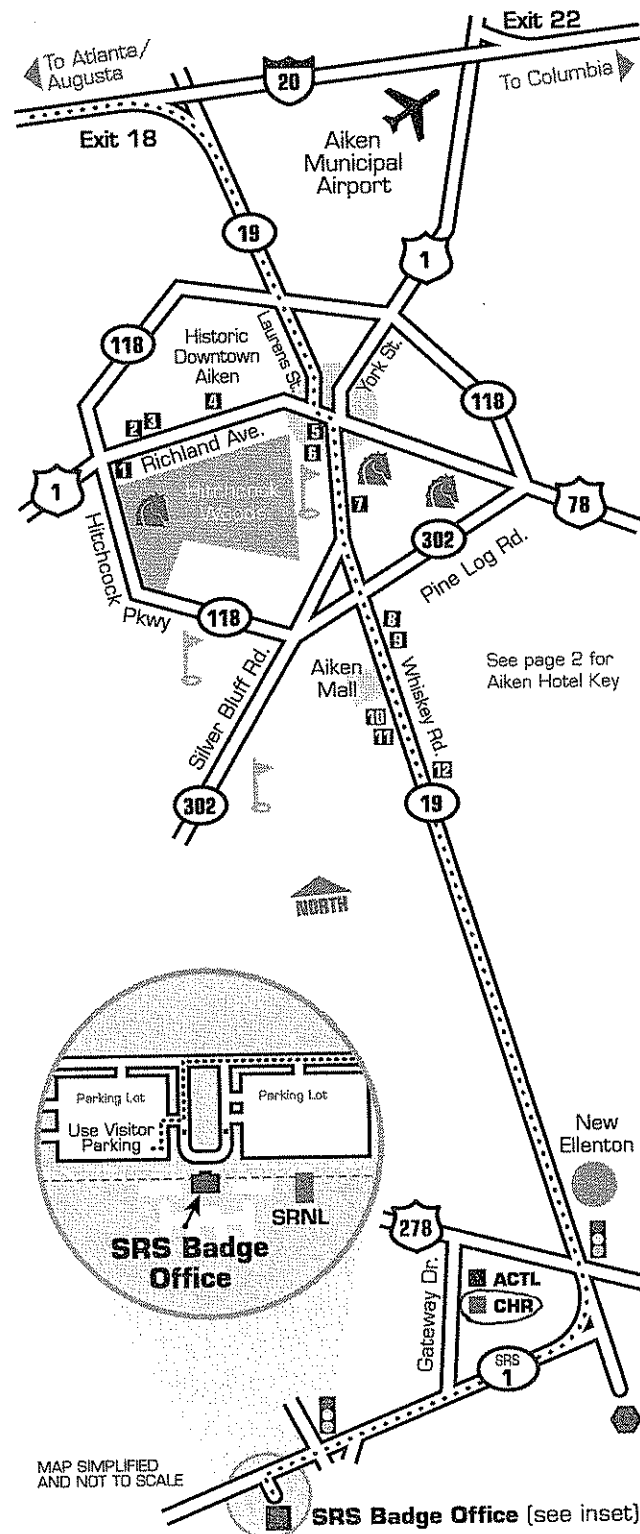 Exit 22
To Atlanta/
Augusta
20
To Columbia
Exit 18
Aiken
Municipal
Airport
19
1
118
Historic
Downtown
Aiken
Laurens St.
York St.
118
4
2 3
5
Richland Ave.
6
1
1
Hitchcock
Woods
7
78
302
Hitchcock Pkwy
Pine Log Rd.
118
8
9
Silver Bluff Rd.
Aiken
Mall
Whiskey Rd.
See page 2 for
Aiken Hotel Key
10
11
12
302
19
NORTH
Parking Lot
Parking Lot
Use Visitor
Parking
New
Ellenton
SRNL
SRS Badge
Office
278
Gateway Dr.
ACTL
CHR
SRS
1
MAP SIMPLIFIED
AND NOT TO SCALE
SRS Badge Office (see inset)